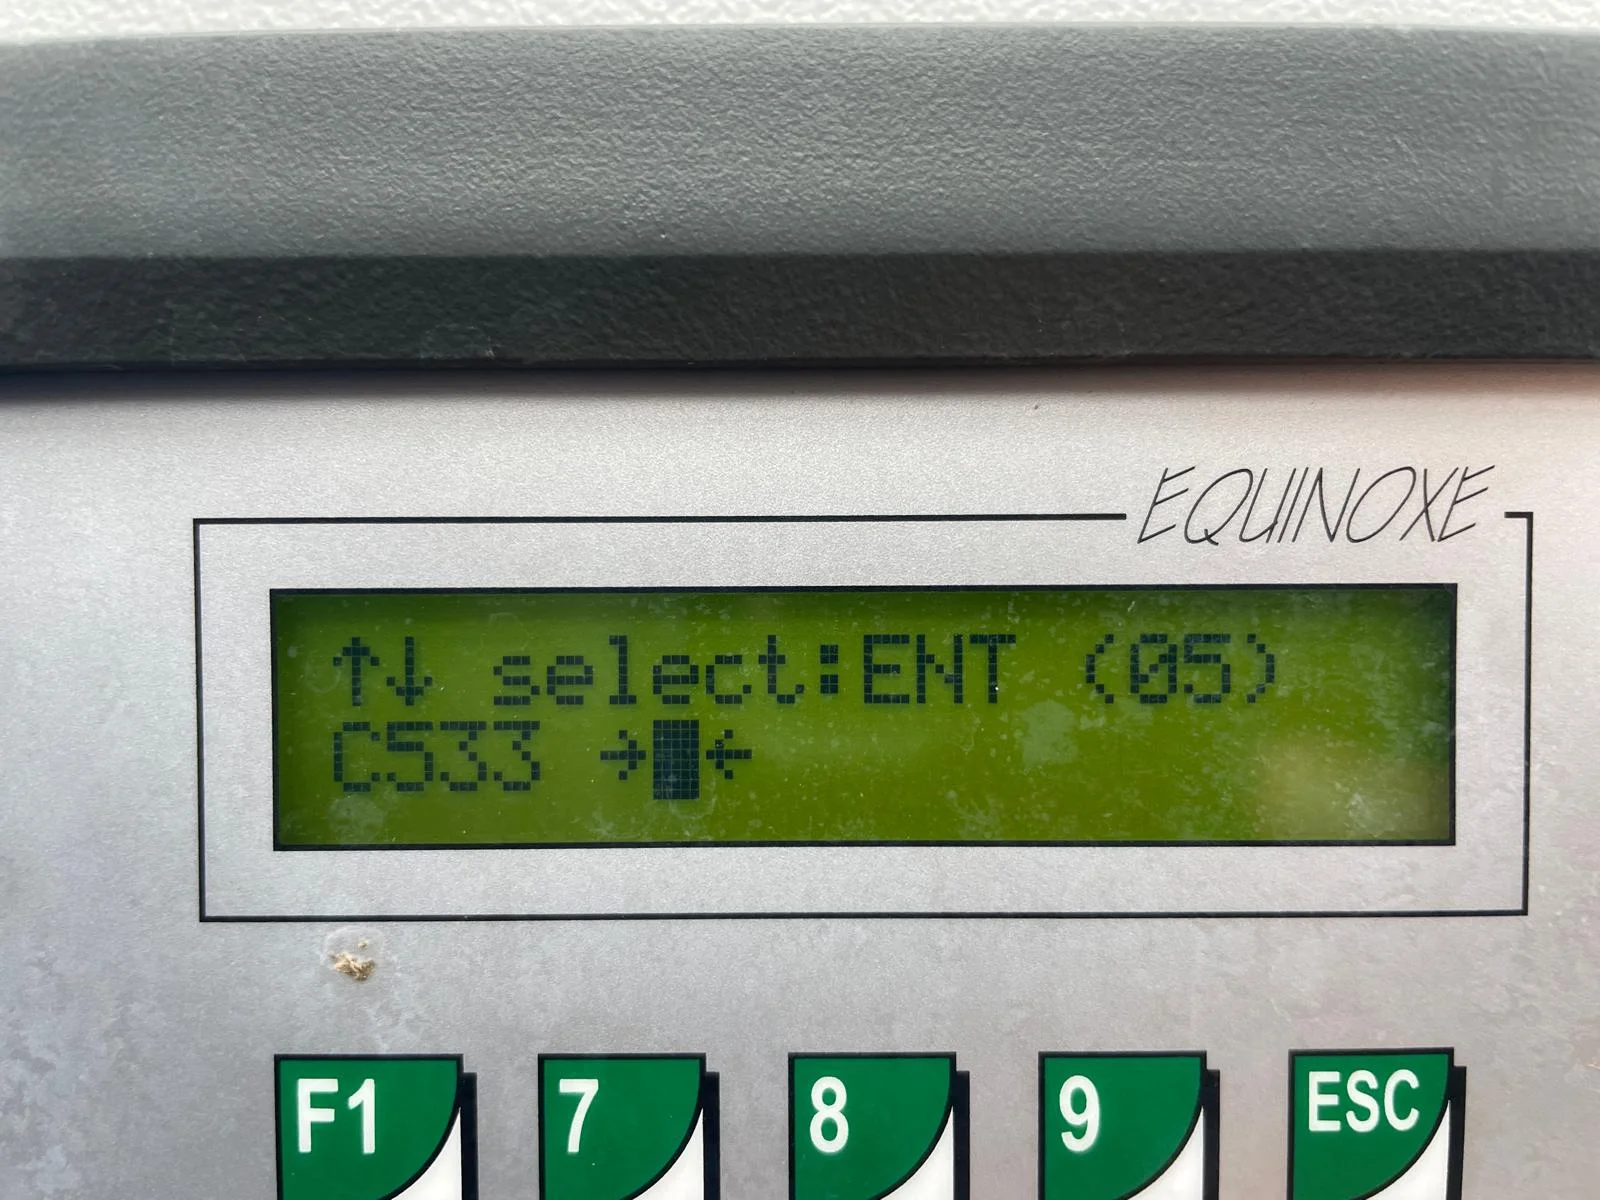 EQUINOXE
↑↓ select:ENT (05)
C533 →█←
F1 7 8 9 ESC